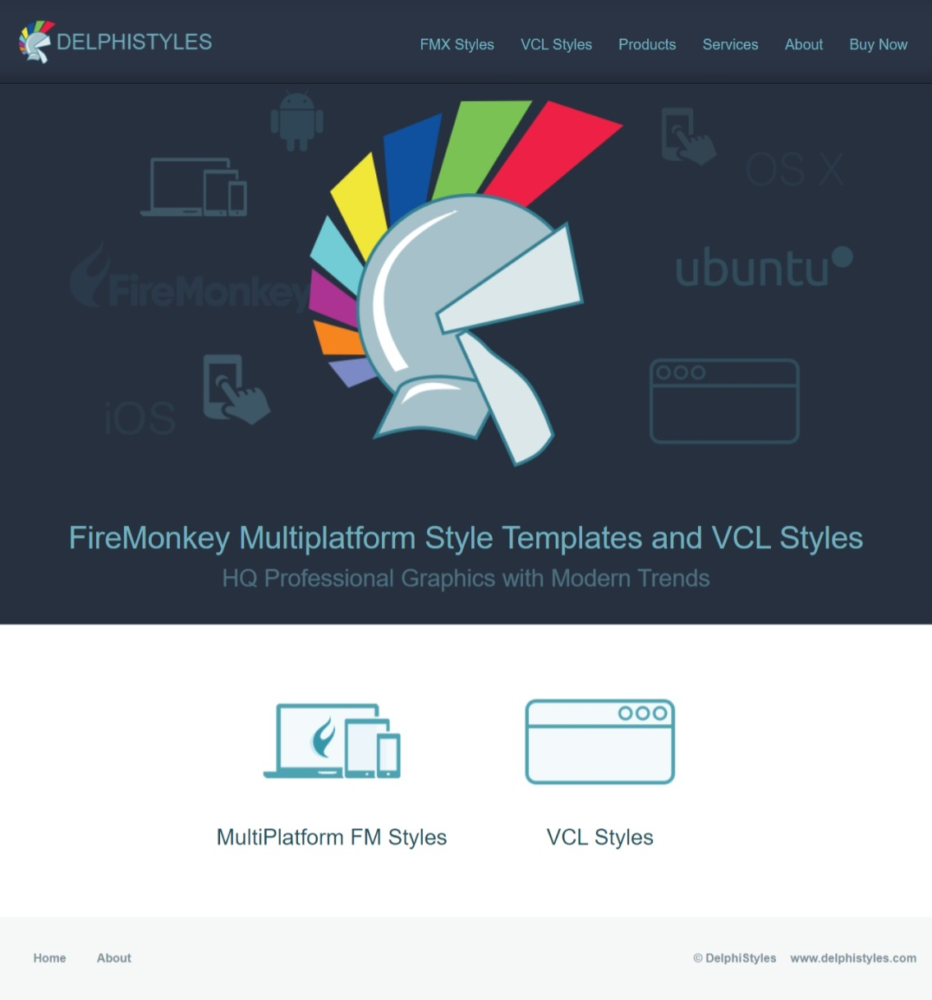 DELPHISTYLES
FMX Styles VCL Styles Products Services About Buy Now
OS X
FireMonkey
ubuntu
iOS
FireMonkey Multiplatform Style Templates and VCL Styles
HQ Professional Graphics with Modern Trends
MultiPlatform FM Styles VCL Styles
Home About © DelphiStyles www.delphistyles.com